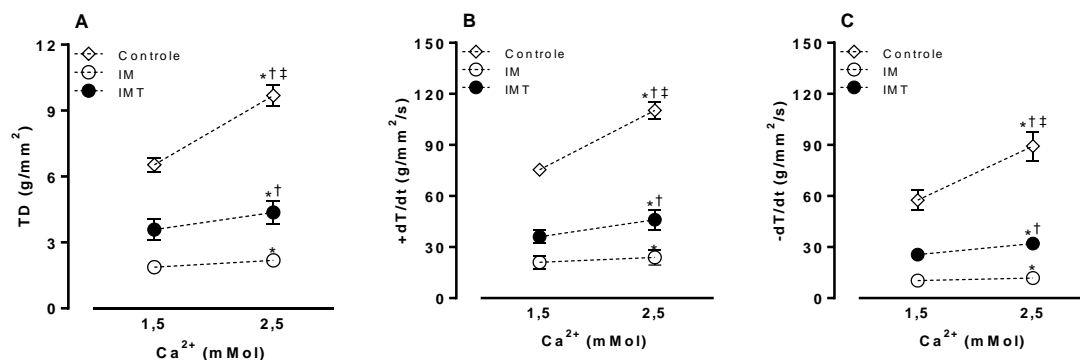 A
TD (g/mm²)
12
9
6
3
0
Controle
IM
IMT
*†‡
*†
*
1,5 2,5
Ca²⁺ (mMol)
B
+dT/dt (g/mm²/s)
150
120
90
60
30
0
Controle
IM
IMT
*†‡
*†
*
1,5 2,5
Ca²⁺ (mMol)
C
-dT/dt (g/mm²/s)
150
120
90
60
30
0
Controle
IM
IMT
*†‡
*†
*
1,5 2,5
Ca²⁺ (mMol)